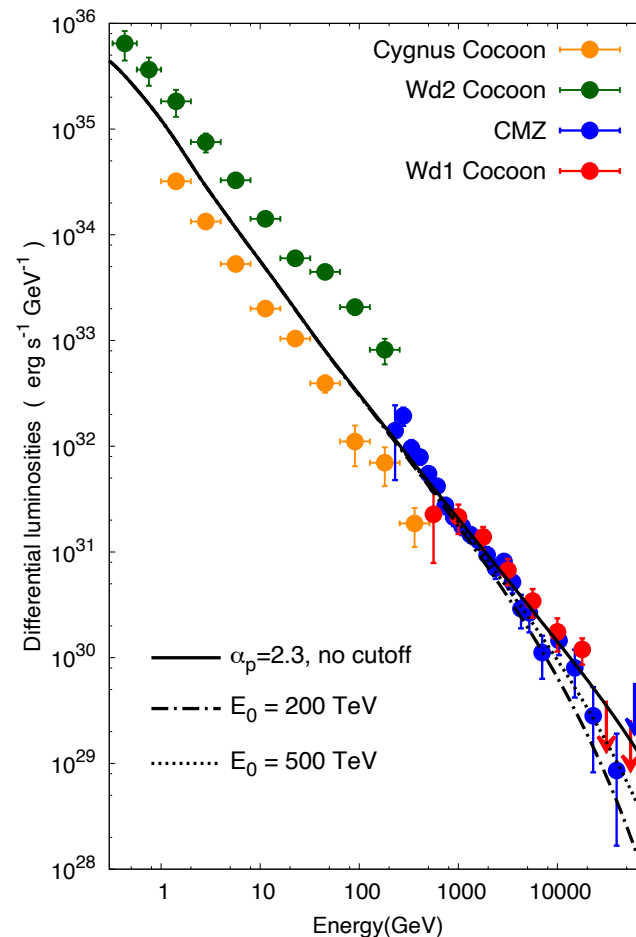 10^36
10^35
10^34
10^33
10^32
10^31
10^30
10^29
10^28
Differential luminosities ( erg s^-1 GeV^-1)
Cygnus Cocoon
Wd2 Cocoon
CMZ
Wd1 Cocoon
α_p=2.3, no cutoff
E_0 = 200 TeV
E_0 = 500 TeV
1 10 100 1000 10000
Energy(GeV)